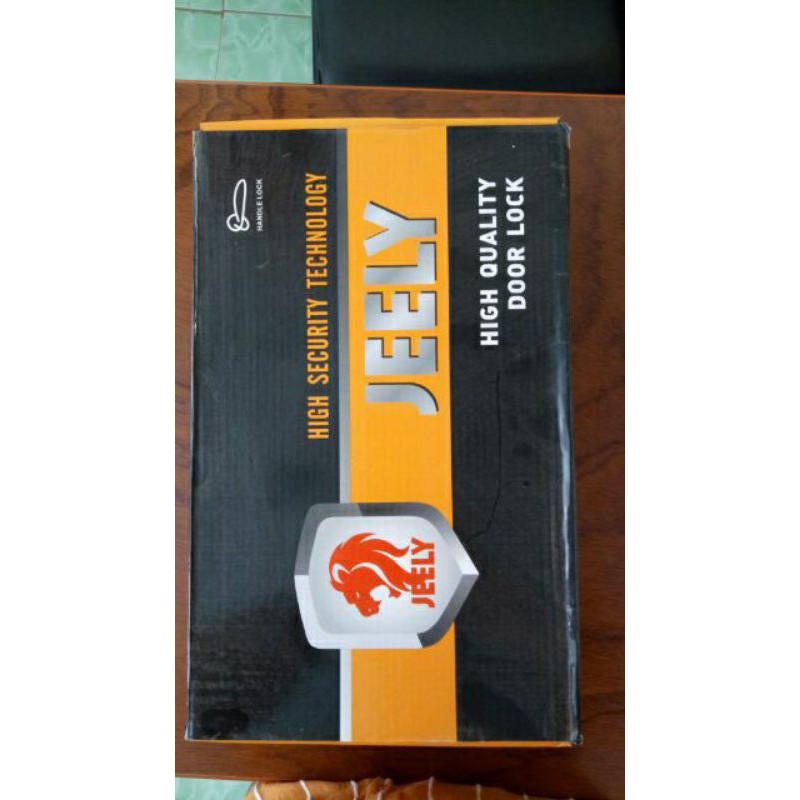 HANDLE LOCK
HIGH SECURITY TECHNOLOGY
JEELY
JEELY
HIGH QUALITY
DOOR LOCK